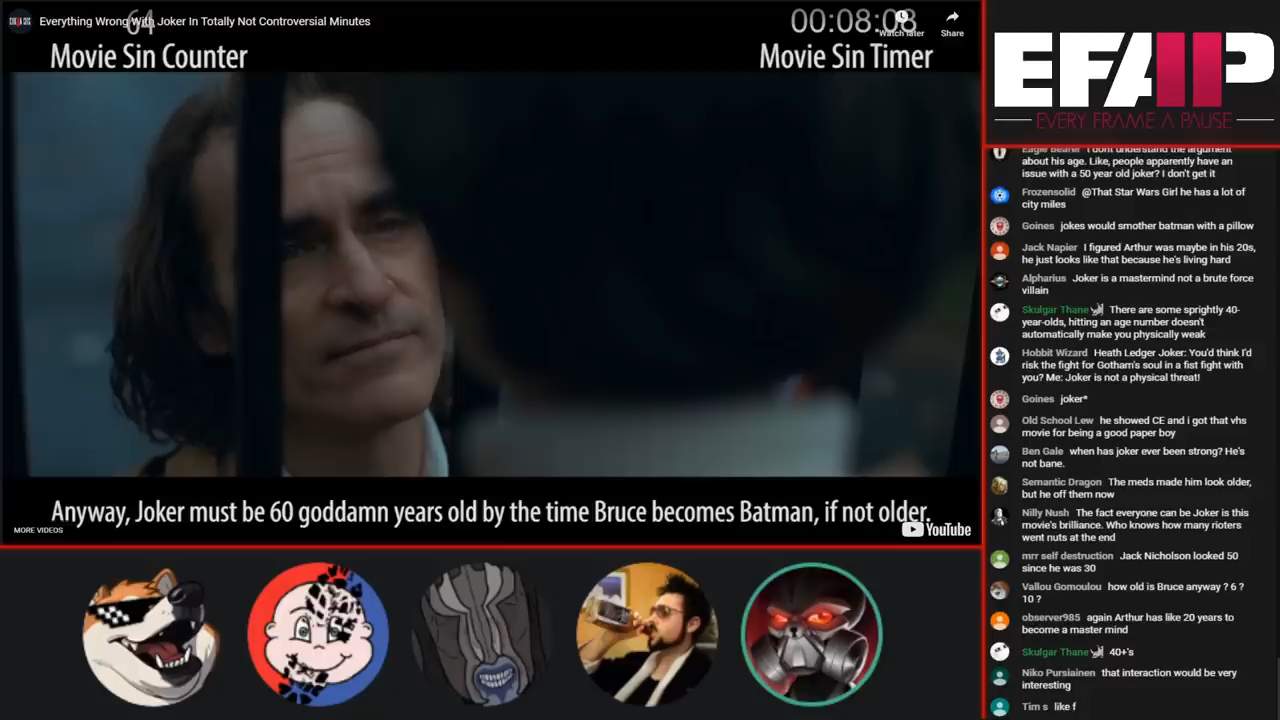 Everything Wrong With Joker In Totally Not Controversial Minutes
64
Movie Sin Counter
00:08:08
Watch later
Share
Movie Sin Timer
Anyway, Joker must be 60 goddamn years old by the time Bruce becomes Batman, if not older.
MORE VIDEOS
YouTube
EFAP
EVERY FRAME A PAUSE
Eagle Bearer I dont understand the argument
about his age. Like, people apparently have an
issue with a 50 year old joker? I don't get it
Frozensolid @That Star Wars Girl he has a lot of
city miles
Goines jokes would smother batman with a pillow
Jack Napier I figured Arthur was maybe in his 20s,
he just looks like that because he's living hard
Alpharius Joker is a mastermind not a brute force
villain
Skulgar Thane There are some sprightly 40-
year-olds, hitting an age number doesn't
automatically make you physically weak
Hobbit Wizard Heath Ledger Joker: You'd think I'd
risk the fight for Gotham's soul in a fist fight with
you? Me: Joker is not a physical threat!
Goines joker*
Old School Lew he showed CE and i got that vhs
movie for being a good paper boy
Ben Gale when has joker ever been strong? He's
not bane.
Semantic Dragon The meds made him look older,
but he off them now
Nilly Nush The fact everyone can be Joker is this
movie's brilliance. Who knows how many rioters
went nuts at the end
mrr self destruction Jack Nicholson looked 50
since he was 30
Vallou Gomoulou how old is Bruce anyway ? 6 ?
10 ?
observer985 again Arthur has like 20 years to
become a master mind
Skulgar Thane 40+'s
Niko Pursiainen that interaction would be very
interesting
Tim s like f